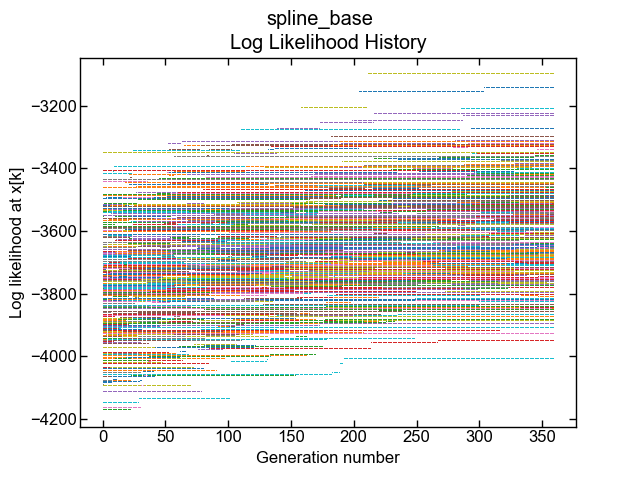 spline_base
Log Likelihood History
Log likelihood at x[k]
−3200
−3400
−3600
−3800
−4000
−4200
0 50 100 150 200 250 300 350
Generation number